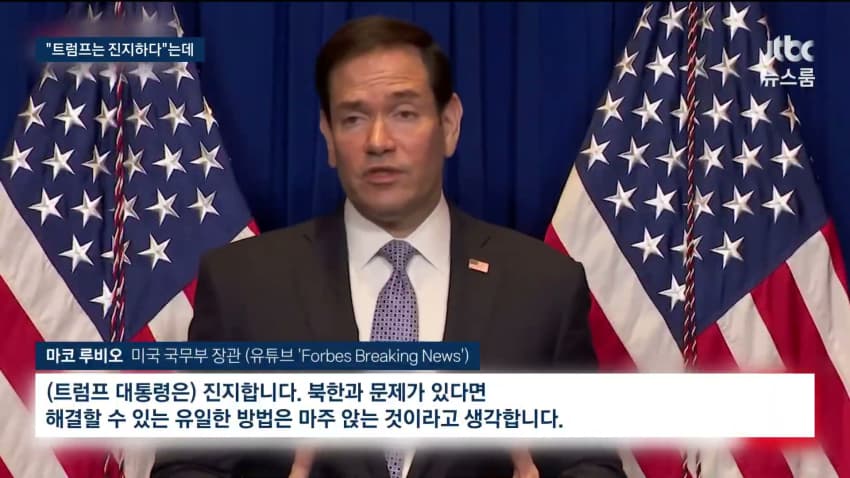 "트럼프는 진지하다"는데
jtbc
뉴스룸
마코 루비오 미국 국무부 장관 (유튜브 'Forbes Breaking News')
(트럼프 대통령은) 진지합니다. 북한과 문제가 있다면
해결할 수 있는 유일한 방법은 마주 앉는 것이라고 생각합니다.